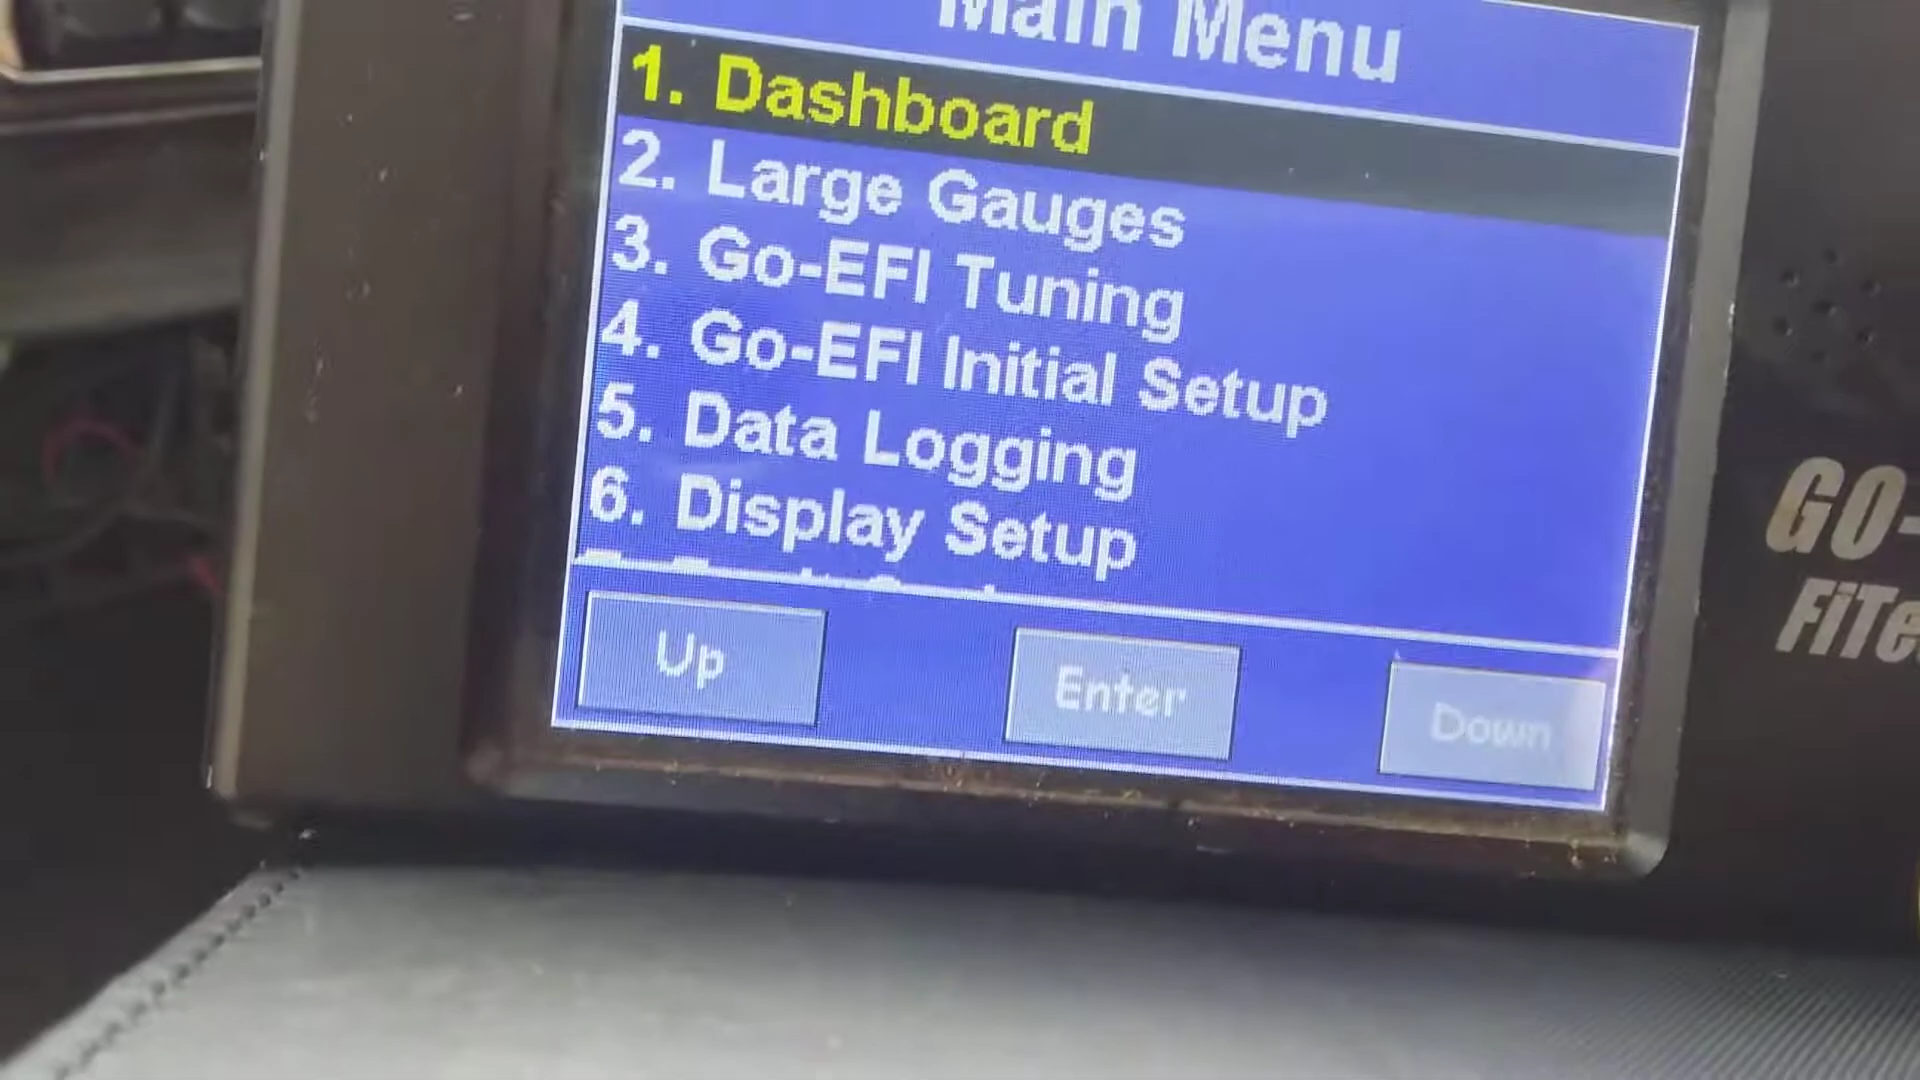 Main Menu
1. Dashboard
2. Large Gauges
3. Go-EFI Tuning
4. Go-EFI Initial Setup
5. Data Logging
6. Display Setup
Up
Enter
Down
GO-
FiTe